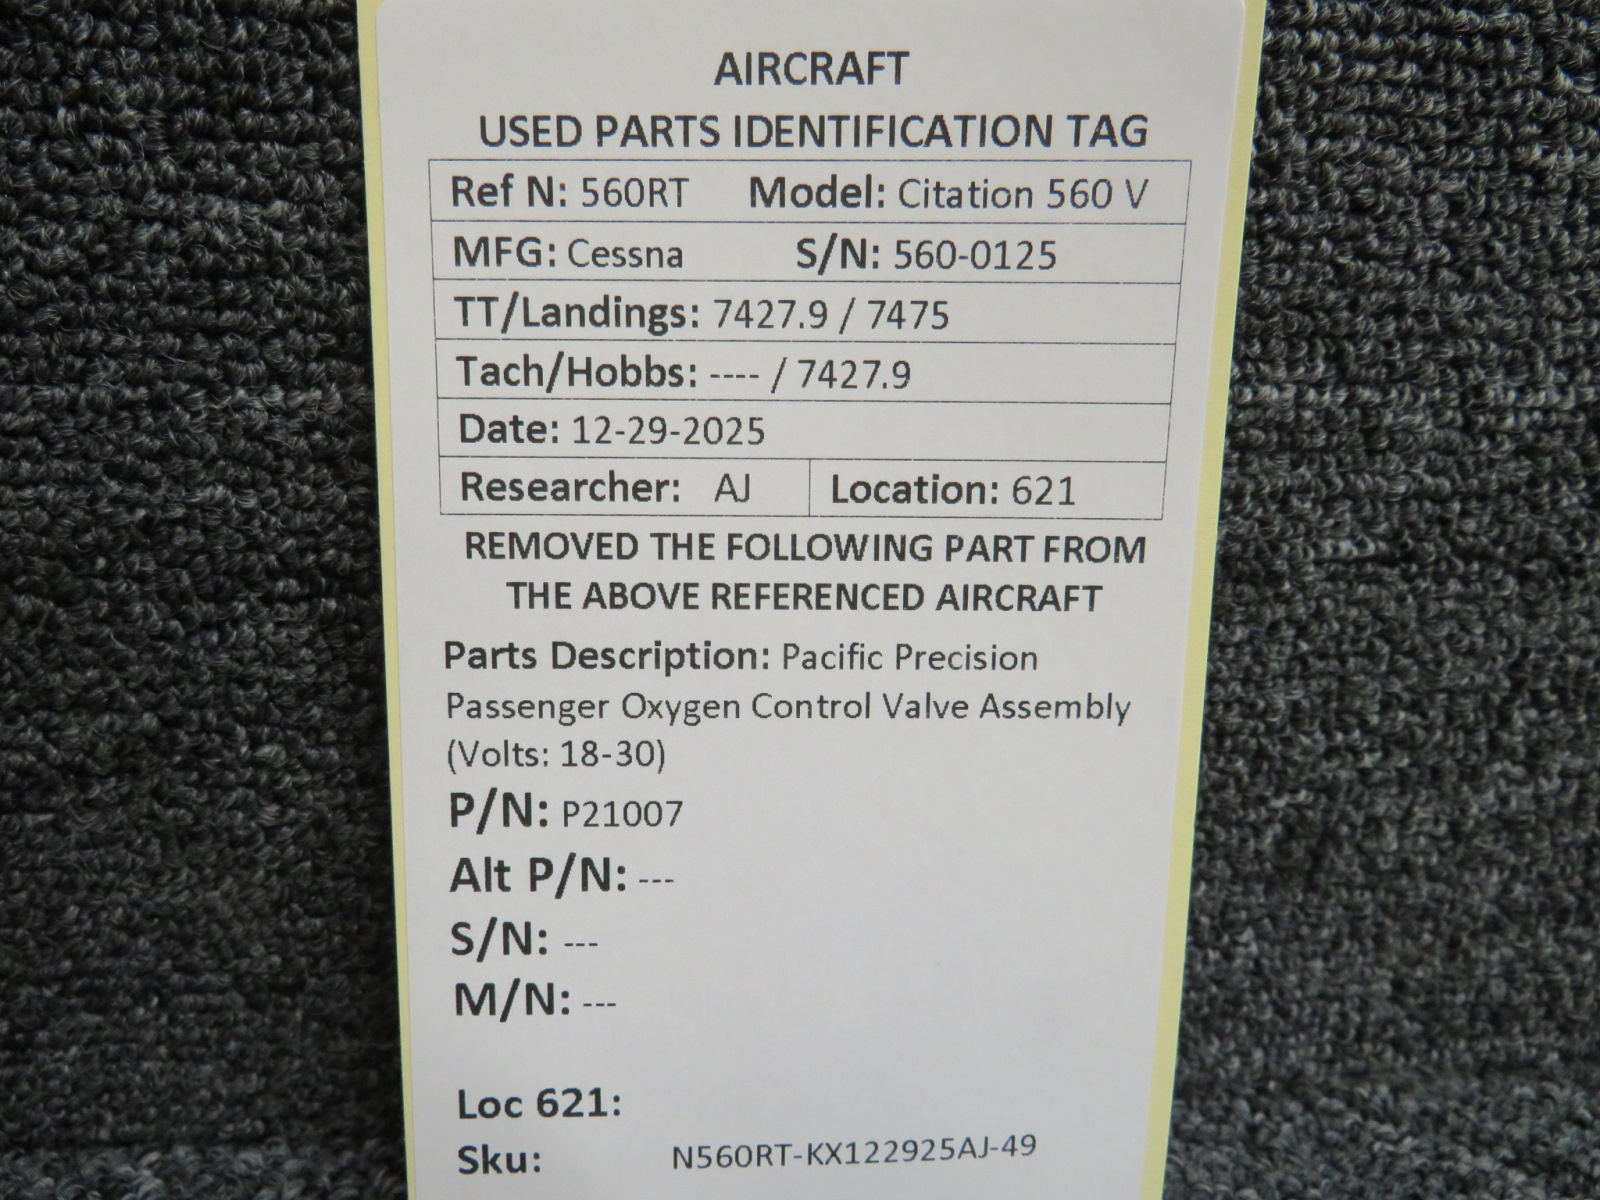 AIRCRAFT
USED PARTS IDENTIFICATION TAG
Ref N: 560RT Model: Citation 560 V
MFG: Cessna S/N: 560-0125
TT/Landings: 7427.9 / 7475
Tach/Hobbs: ---- / 7427.9
Date: 12-29-2025
Researcher: AJ Location: 621
REMOVED THE FOLLOWING PART FROM
THE ABOVE REFERENCED AIRCRAFT
Parts Description: Pacific Precision
Passenger Oxygen Control Valve Assembly
(Volts: 18-30)
P/N: P21007
Alt P/N: ---
S/N: ---
M/N: ---
Loc 621:
Sku: N560RT-KX122925AJ-49